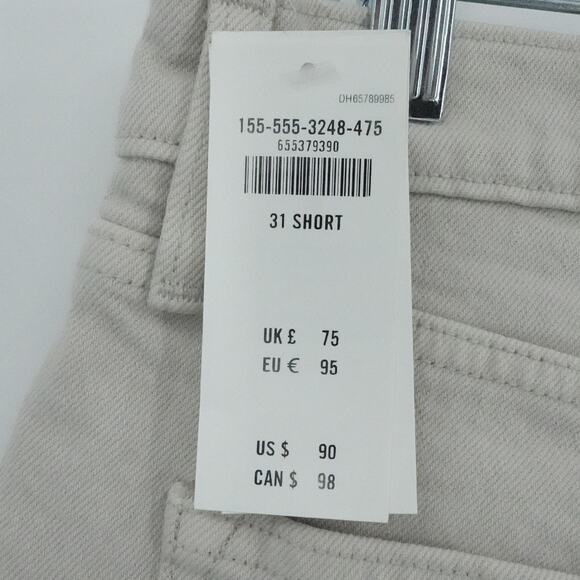 DH65789985
155-555-3248-475
655379390
31 SHORT
UK £ 75
EU € 95
US $ 90
CAN $ 98